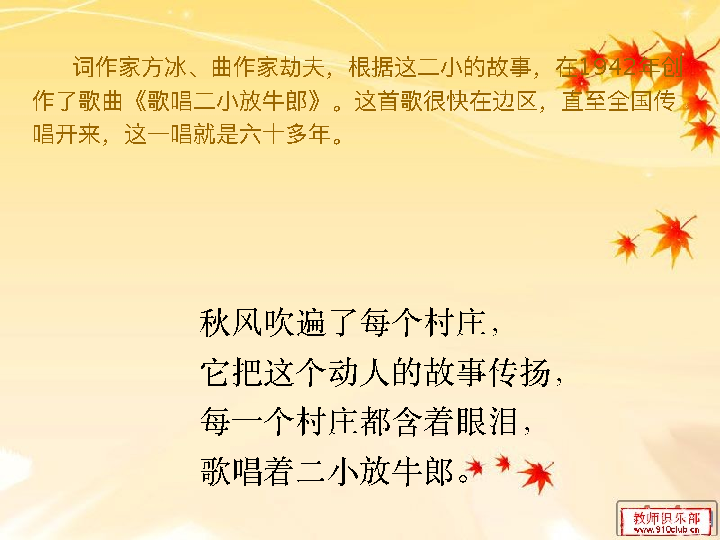 词作家方冰、曲作家劫夫，根据这二小的故事，在1942年创
作了歌曲《歌唱二小放牛郎》。这首歌很快在边区，直至全国传
唱开来，这一唱就是六十多年。
秋风吹遍了每个村庄，
它把这个动人的故事传扬，
每一个村庄都含着眼泪，
歌唱着二小放牛郎。
教师俱乐部
www.910club.cn